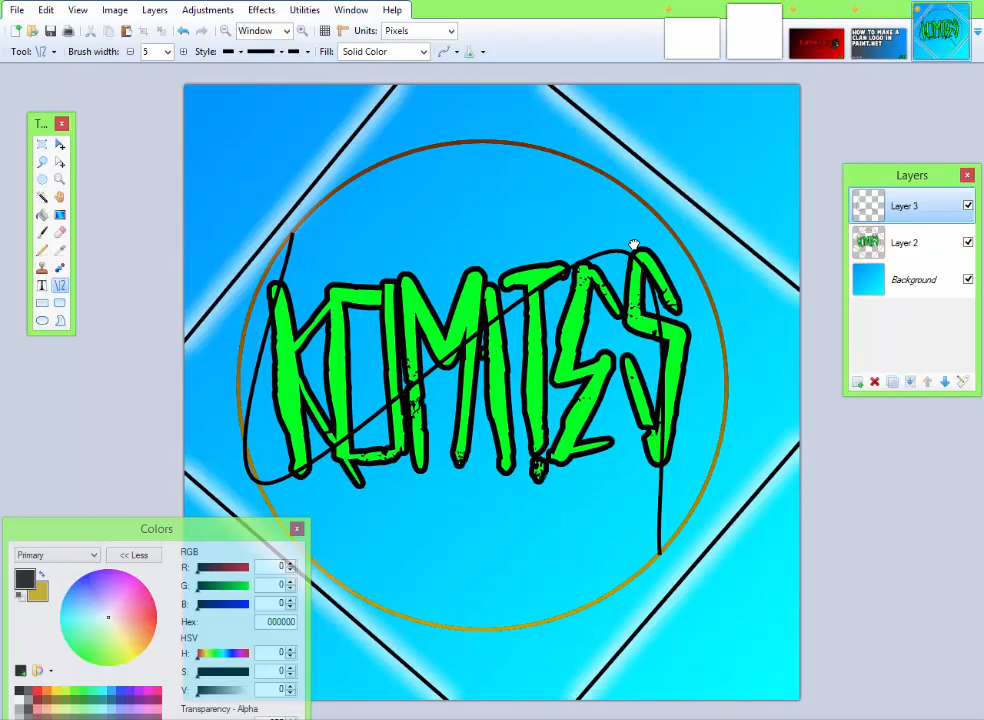 File Edit View Image Layers Adjustments Effects Utilities Window Help
Window Units: Pixels
Tool: Brush width: 5 Style: Fill: Solid Color
HOW TO MAKE A CLAN LOGO IN PAINT.NET
T...
Layers
Layer 3
KOMTES
Layer 2
Background
Colors
Primary << Less
RGB
R: 0
G: 0
B: 0
Hex: 000000
HSV
H: 0
S: 0
V: 0
Transparency - Alpha